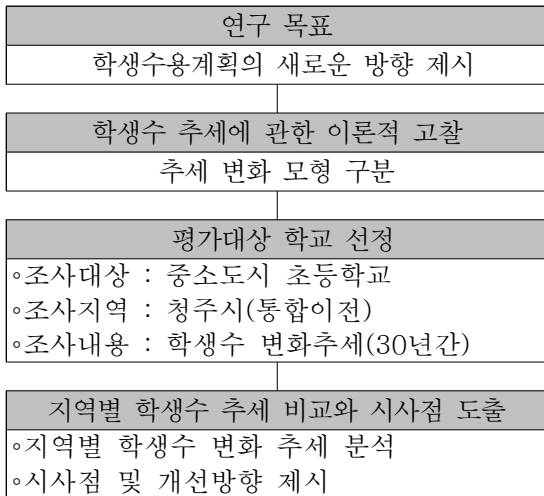 연구 목표
학생수용계획의 새로운 방향 제시
학생수 추세에 관한 이론적 고찰
추세 변화 모형 구분
평가대상 학교 선정
∘조사대상 : 중소도시 초등학교
∘조사지역 : 청주시(통합이전)
∘조사내용 : 학생수 변화추세(30년간)
지역별 학생수 추세 비교와 시사점 도출
∘지역별 학생수 변화 추세 분석
∘시사점 및 개선방향 제시